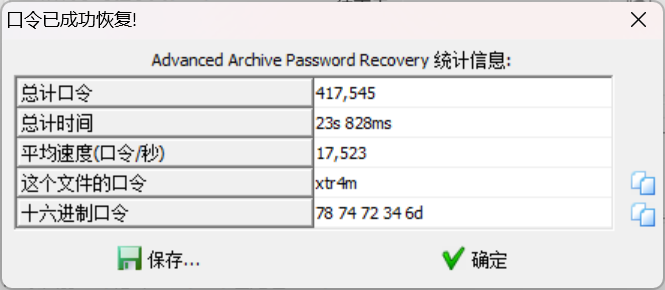 口令已成功恢复!
Advanced Archive Password Recovery 统计信息:
总计口令 417,545
总计时间 23s 828ms
平均速度(口令/秒) 17,523
这个文件的口令 xtr4m
十六进制口令 78 74 72 34 6d
保存... 确定